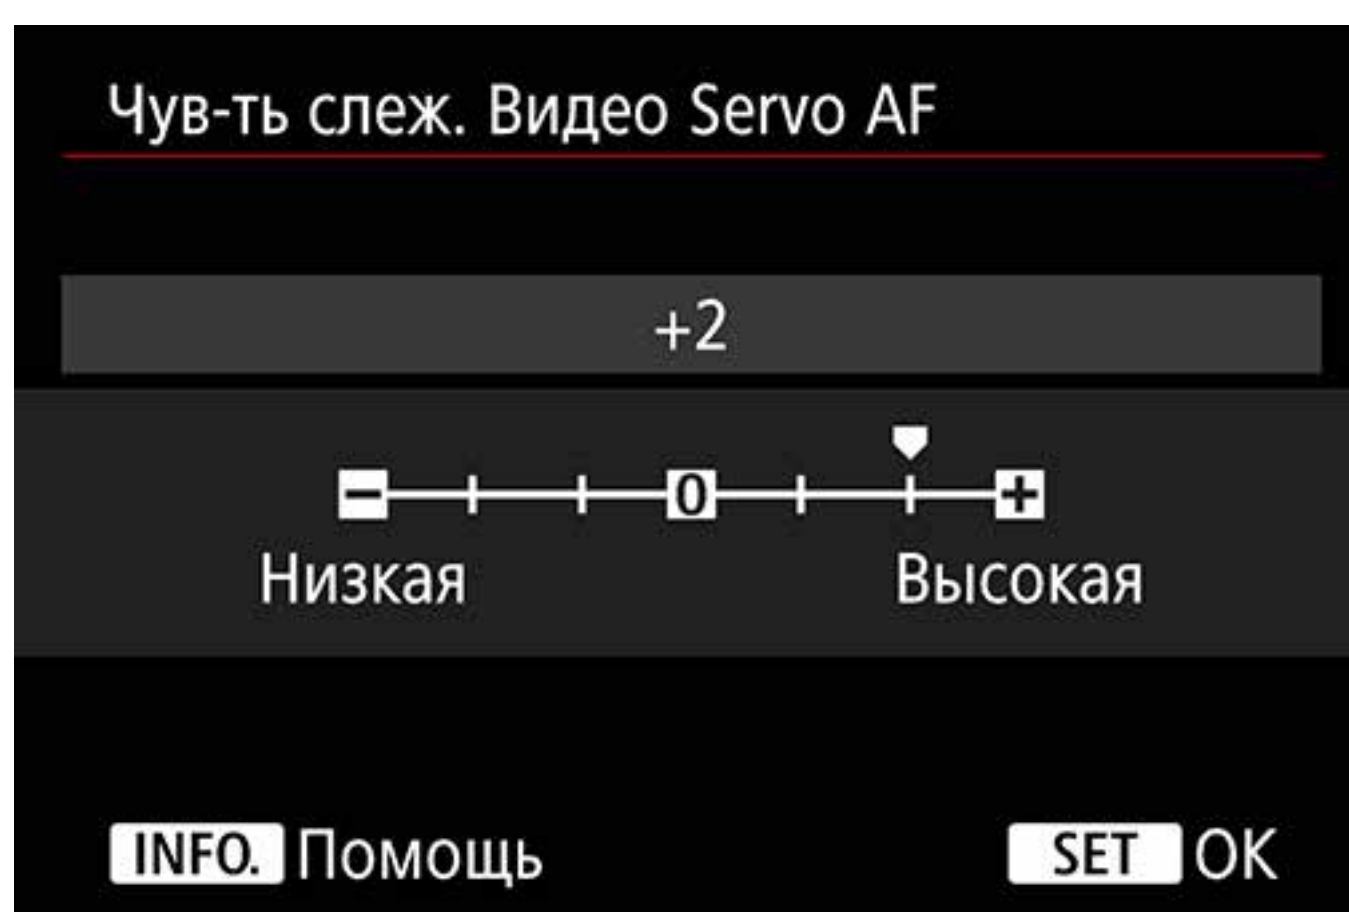 Чув-ть слеж. Видео Servo AF
+2
- 0 +
Низкая Высокая
INFO. Помощь SET OK